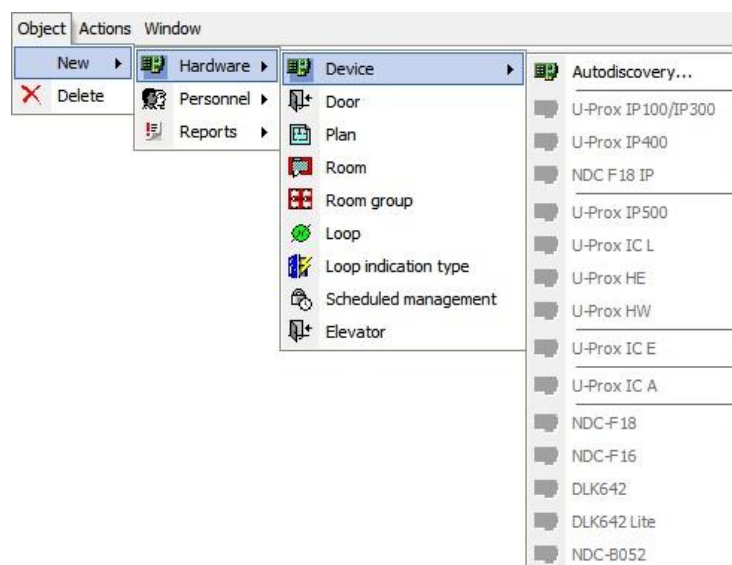 Object Actions Window
New
Delete
Hardware
Personnel
Reports
Device
Door
Plan
Room
Room group
Loop
Loop indication type
Scheduled management
Elevator
Autodiscovery...
U-Prox IP100/IP300
U-Prox IP400
NDC F18 IP
U-Prox IP500
U-Prox IC L
U-Prox HE
U-Prox HW
U-Prox IC E
U-Prox IC A
NDC-F18
NDC-F16
DLK642
DLK642 Lite
NDC-B052